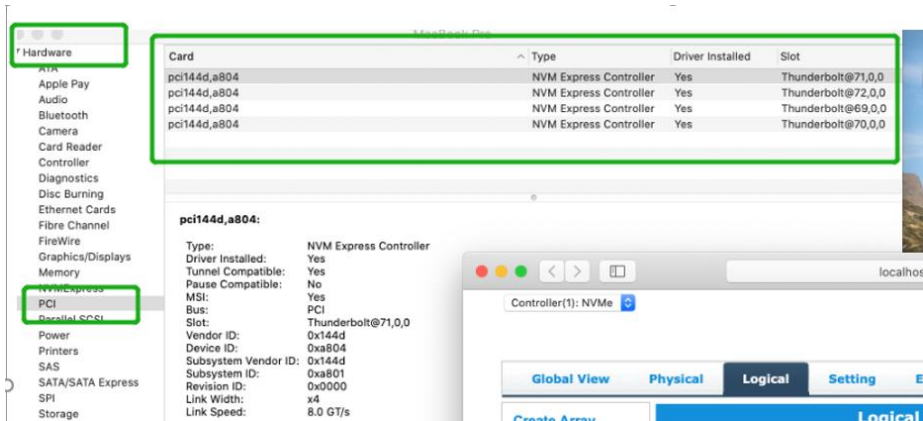 MacBook Pro
Hardware
ATA
Apple Pay
Audio
Bluetooth
Camera
Card Reader
Controller
Diagnostics
Disc Burning
Ethernet Cards
Fibre Channel
FireWire
Graphics/Displays
Memory
NVMExpress
PCI
Parallel SCSI
Power
Printers
SAS
SATA/SATA Express
SPI
Storage
Card Type Driver Installed Slot
pci144d,a804 NVM Express Controller Yes Thunderbolt@71,0,0
pci144d,a804 NVM Express Controller Yes Thunderbolt@72,0,0
pci144d,a804 NVM Express Controller Yes Thunderbolt@69,0,0
pci144d,a804 NVM Express Controller Yes Thunderbolt@70,0,0
pci144d,a804:
Type: NVM Express Controller
Driver Installed: Yes
Tunnel Compatible: Yes
Pause Compatible: No
MSI: Yes
Bus: PCI
Slot: Thunderbolt@71,0,0
Vendor ID: 0x144d
Device ID: 0xa804
Subsystem Vendor ID: 0x144d
Subsystem ID: 0xa801
Revision ID: 0x0000
Link Width: x4
Link Speed: 8.0 GT/s
localhos
Controller(1): NVMe
Global View Physical Logical Setting E
Create Array
Logical